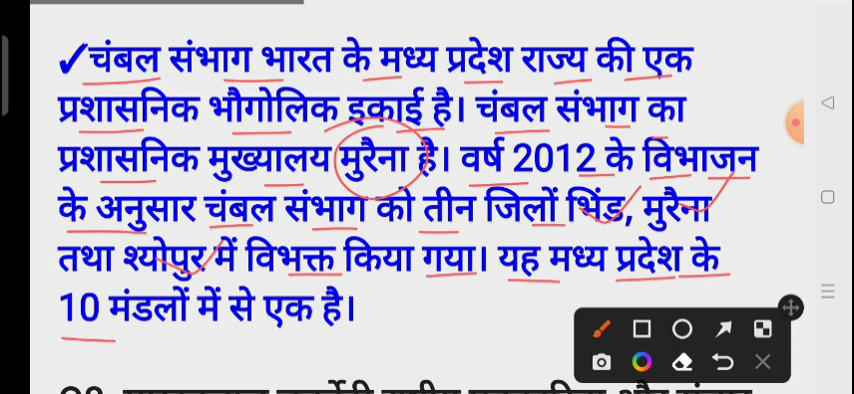 ✓चंबल संभाग भारत के मध्य प्रदेश राज्य की एक
प्रशासनिक भौगोलिक इकाई है। चंबल संभाग का
प्रशासनिक मुख्यालय मुरैना है। वर्ष 2012 के विभाजन
के अनुसार चंबल संभाग को तीन जिलों भिंड, मुरैना
तथा श्योपुर में विभक्त किया गया। यह मध्य प्रदेश के
10 मंडलों में से एक है।